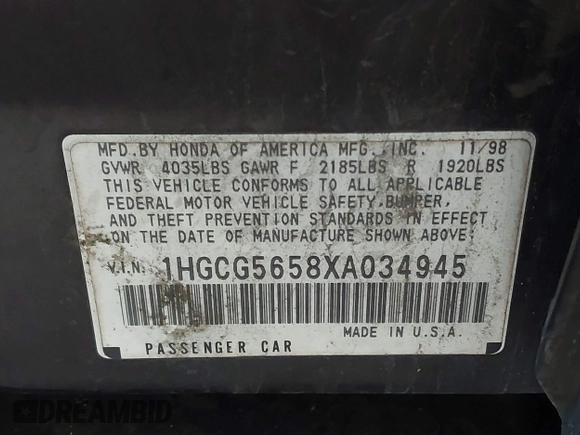 MFD.BY HONDA OF AMERICA MFG., INC. 11/98
GVWR 4035LBS GAWR F 2185LBS R 1920LBS
THIS VEHICLE CONFORMS TO ALL APPLICABLE
FEDERAL MOTOR VEHICLE SAFETY,BUMPER,
AND THEFT PREVENTION STANDARDS IN EFFECT
ON THE DATE OF MANUFACTURE SHOWN ABOVE.
V.I.N. 1HGCG5658XA034945
MADE IN U.S.A.
PASSENGER CAR
DREAMBID